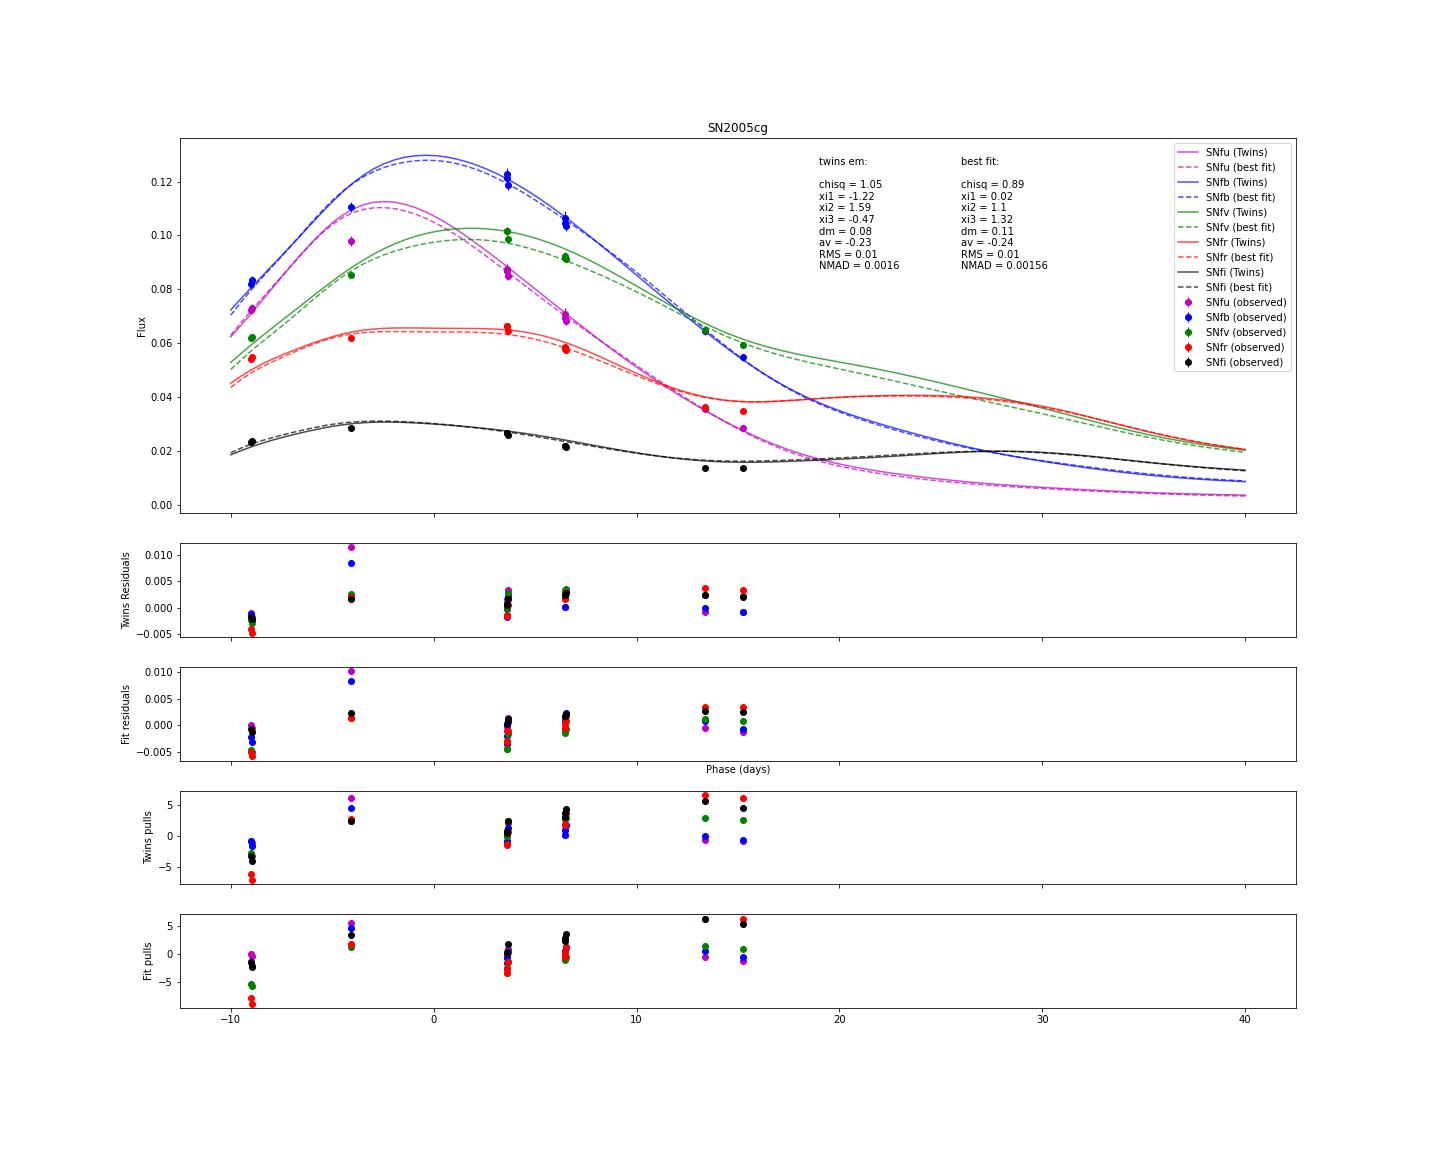 SN2005cg
Flux
0.12
0.10
0.08
0.06
0.04
0.02
0.00
twins em:
chisq = 1.05
xi1 = -1.22
xi2 = 1.59
xi3 = -0.47
dm = 0.08
av = -0.23
RMS = 0.01
NMAD = 0.0016
best fit:
chisq = 0.89
xi1 = 0.02
xi2 = 1.1
xi3 = 1.32
dm = 0.11
av = -0.24
RMS = 0.01
NMAD = 0.00156
SNfu (Twins)
SNfu (best fit)
SNfb (Twins)
SNfb (best fit)
SNfv (Twins)
SNfv (best fit)
SNfr (Twins)
SNfr (best fit)
SNfi (Twins)
SNfi (best fit)
SNfu (observed)
SNfb (observed)
SNfv (observed)
SNfr (observed)
SNfi (observed)
Twins Residuals
0.010
0.005
0.000
−0.005
Fit residuals
0.010
0.005
0.000
−0.005
Phase (days)
Twins pulls
5
0
−5
Fit pulls
5
0
−5
−10 0 10 20 30 40